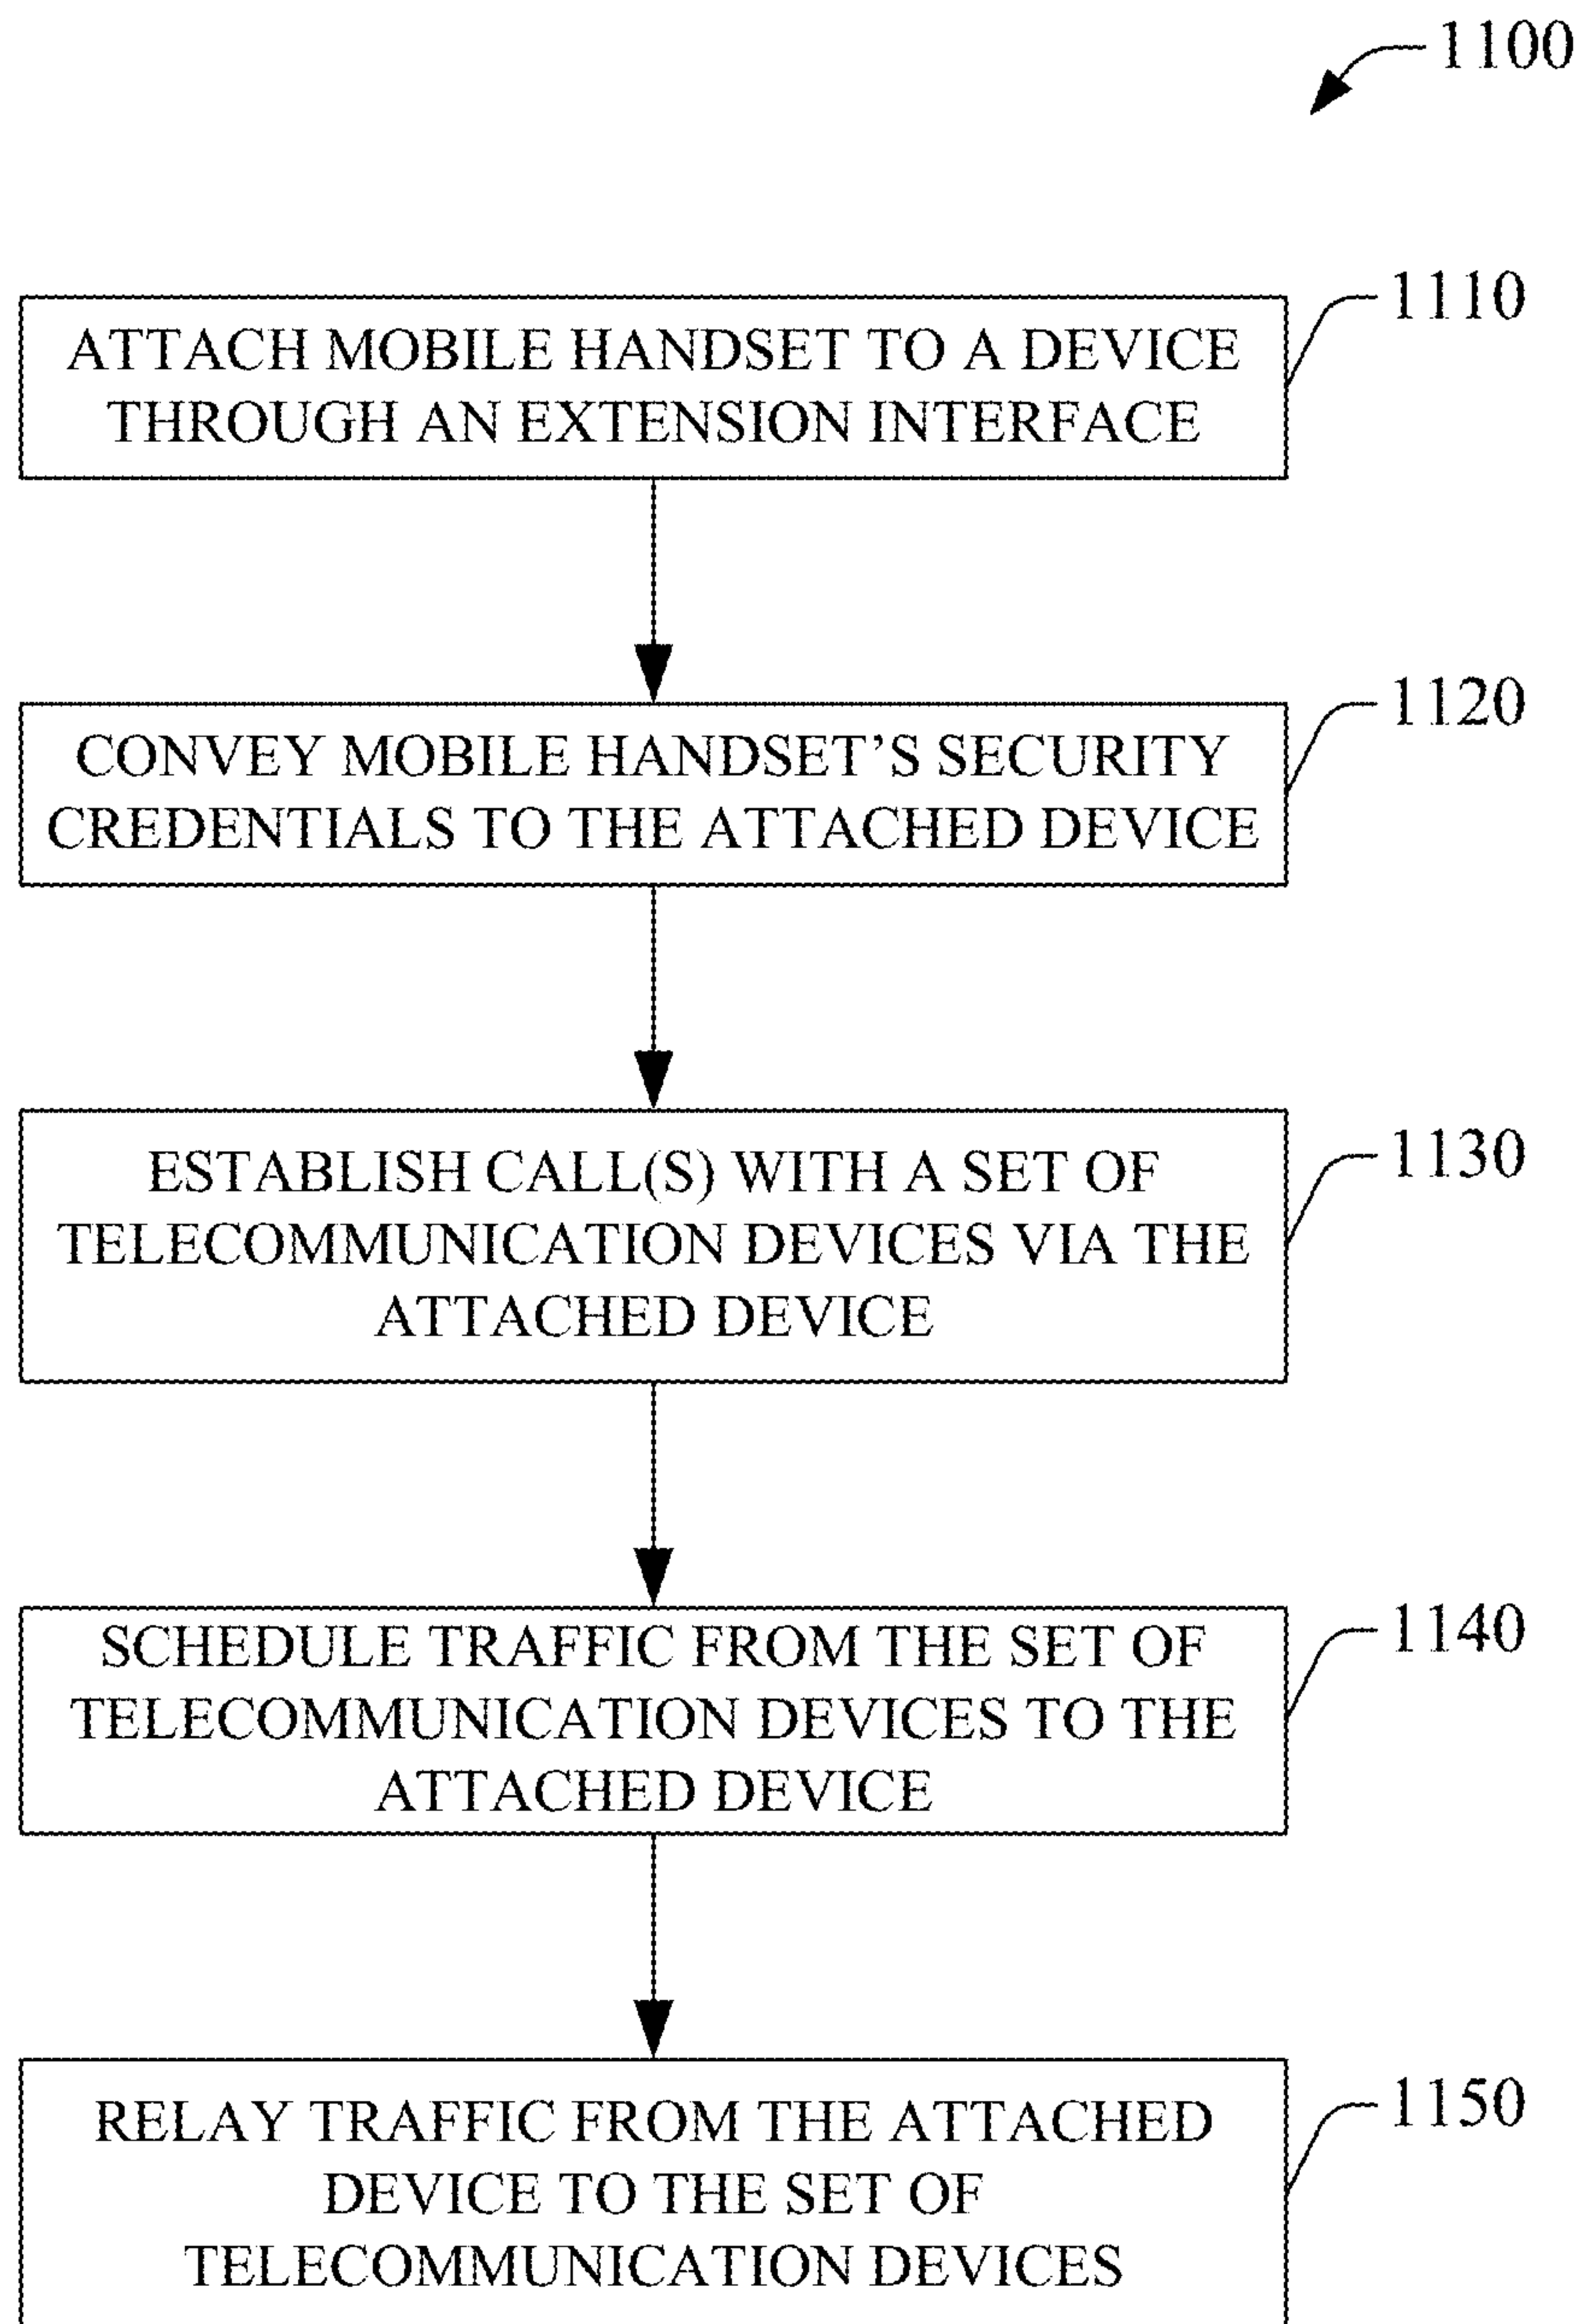 1100
1110
ATTACH MOBILE HANDSET TO A DEVICE
THROUGH AN EXTENSION INTERFACE
1120
CONVEY MOBILE HANDSET’S SECURITY
CREDENTIALS TO THE ATTACHED DEVICE
1130
ESTABLISH CALL(S) WITH A SET OF
TELECOMMUNICATION DEVICES VIA THE
ATTACHED DEVICE
1140
SCHEDULE TRAFFIC FROM THE SET OF
TELECOMMUNICATION DEVICES TO THE
ATTACHED DEVICE
1150
RELAY TRAFFIC FROM THE ATTACHED
DEVICE TO THE SET OF
TELECOMMUNICATION DEVICES